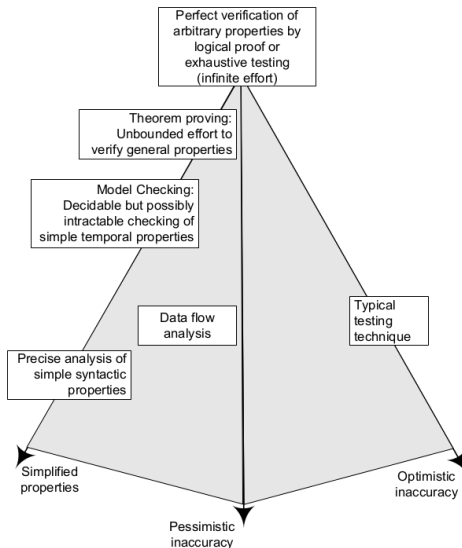 Perfect verification of
arbitrary properties by
logical proof or
exhaustive testing
(infinite effort)
Theorem proving:
Unbounded effort to
verify general properties
Model Checking:
Decidable but possibly
intractable checking of
simple temporal properties
Data flow
analysis
Typical
testing
technique
Precise analysis of
simple syntactic
properties
Simplified
properties
Optimistic
inaccuracy
Pessimistic
inaccuracy